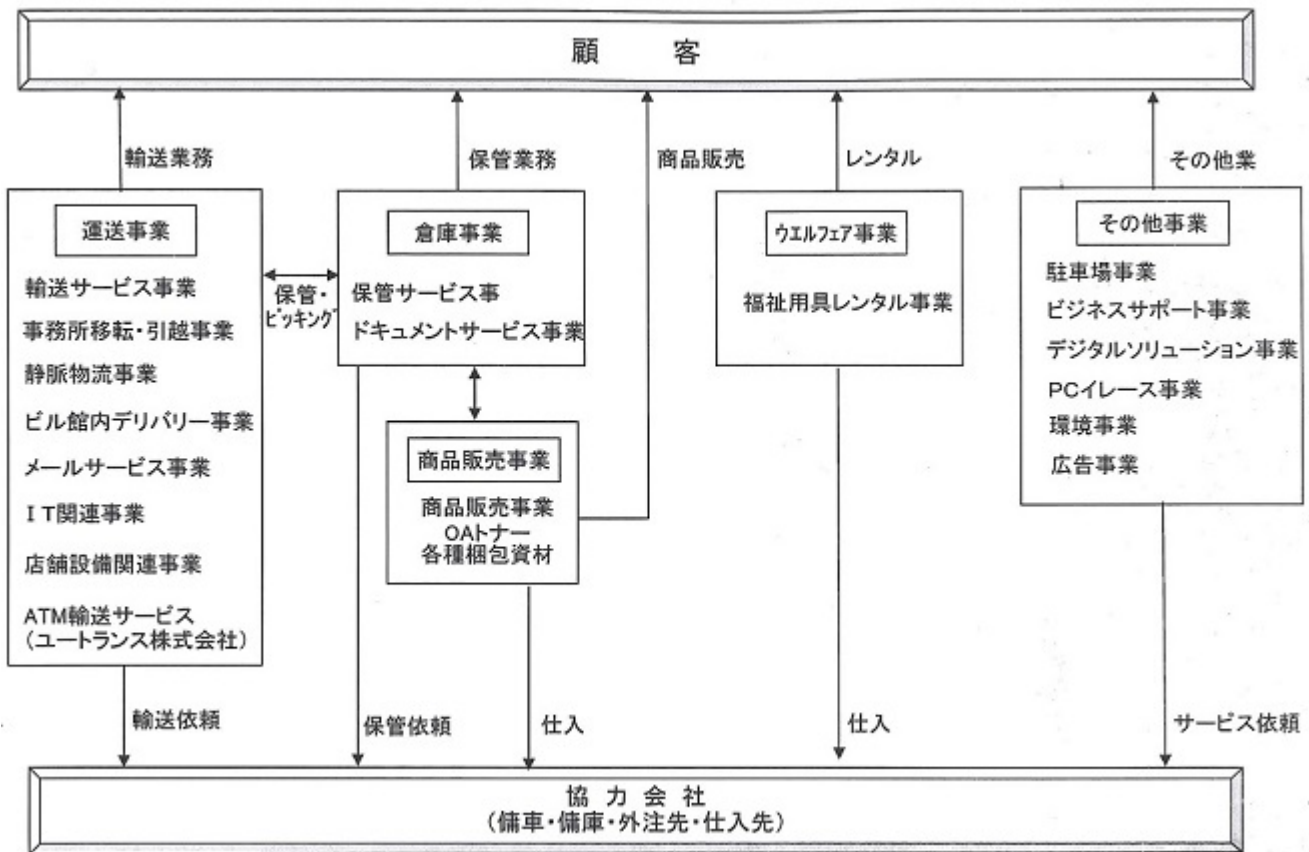 顧　客
輸送業務
保管業務
商品販売
レンタル
その他業
運送事業
輸送サービス事業
事務所移転・引越事業
静脈物流事業
ビル館内デリバリー事業
メールサービス事業
ＩＴ関連事業
店舗設備関連事業
ATM輸送サービス
（ユートランス株式会社）
保管・
ピッキング
倉庫事業
保管サービス事
ドキュメントサービス事業
商品販売事業
商品販売事業
OAトナー
各種梱包資材
ウエルフェア事業
福祉用具レンタル事業
その他事業
駐車場事業
ビジネスサポート事業
デジタルソリューション事業
PCイレース事業
環境事業
広告事業
輸送依頼
保管依頼
仕入
仕入
サービス依頼
協 力 会 社
（傭車・傭庫・外注先・仕入先）